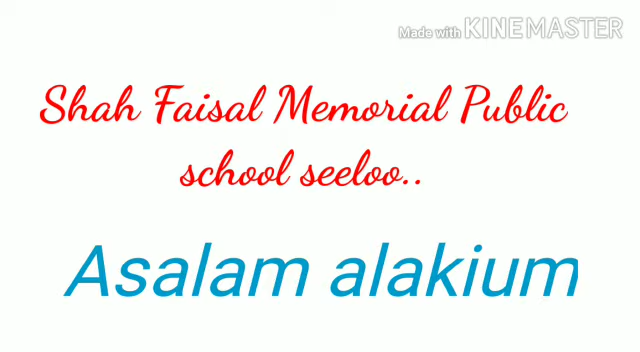 Made with KINEMASTER
Shah Faisal Memorial Public
school seeloo..
Asalam alakium